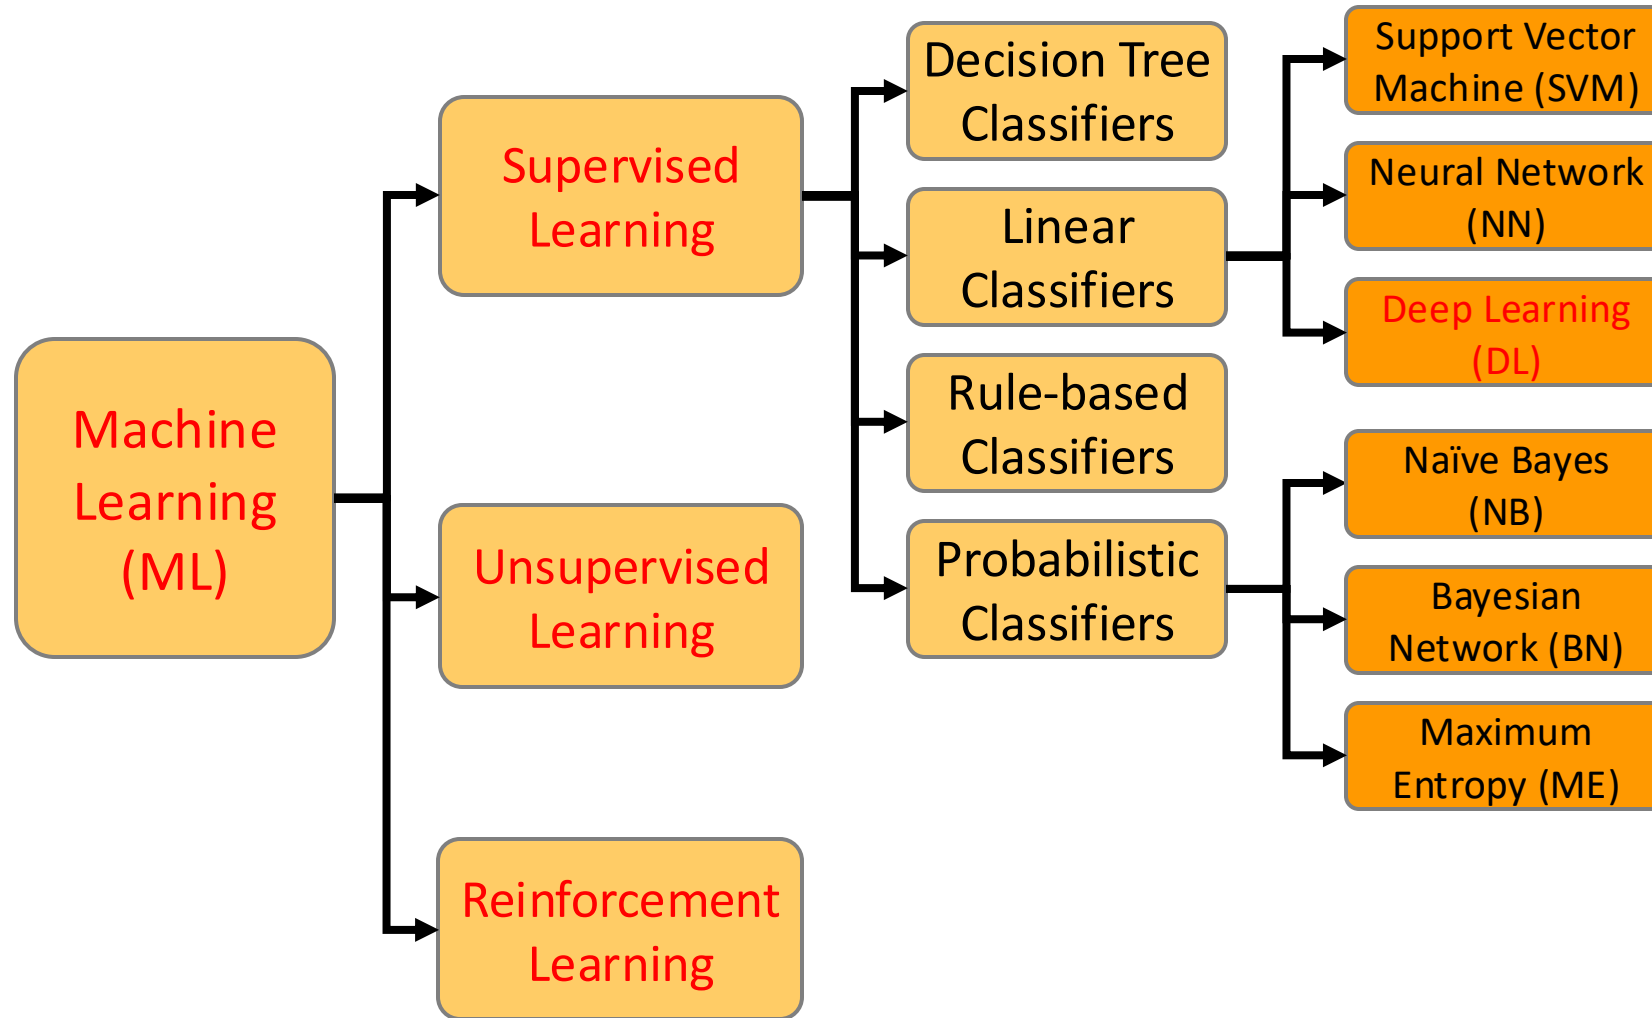 Machine
Learning
(ML)
Supervised
Learning
Unsupervised
Learning
Reinforcement
Learning
Decision Tree
Classifiers
Linear
Classifiers
Rule-based
Classifiers
Probabilistic
Classifiers
Support Vector
Machine (SVM)
Neural Network
(NN)
Deep Learning
(DL)
Naïve Bayes
(NB)
Bayesian
Network (BN)
Maximum
Entropy (ME)